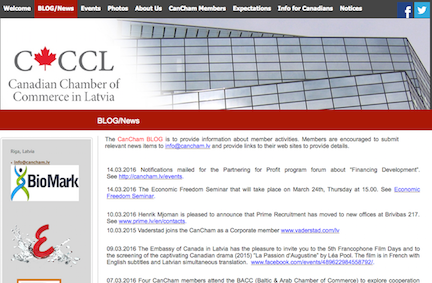 Welcome BLOG/News Events Photos About Us CanCham Members Expectations Info for Canadians Notices
CCCL
Canadian Chamber of
Commerce in Latvia
BLOG/News
Riga, Latvia
info@cancham.lv
BioMark
The CanCham BLOG is to provide information about member activities. Members are encouraged to submit
relevant news items to info@cancham.lv and provide links to their web sites to provide details.
14.03.2016 Notifications mailed for the Partnering for Profit program forum about "Financing Development".
See http://cancham.lv/events.
14.03.2016 The Economic Freedom Seminar that will take place on March 24th, Thursday at 15.00. See Economic
Freedom Seminar.
10.03.2016 Henrik Mjoman is pleased to announce that Prime Recruitment has moved to new offices at Brivibas 217.
See www.prime.lv/en/contacts.
10.03.2015 Vaderstad joins the CanCham as a Corporate member www.vaderstad.com/lv
09.03.2016 The Embassy of Canada in Latvia has the pleasure to invite you to the 5th Francophone Film Days and to
the screening of the captivating Canadian drama (2015) "La Passion d'Augustine" by Léa Pool. The film is in French with
English subtitles and Latvian simultaneous translation. www.facebook.com/events/489622984558792/.
07.03.2016 Four CanCham members attend the BACC (Baltic & Arab Chamber of Commerce) to explore cooperation